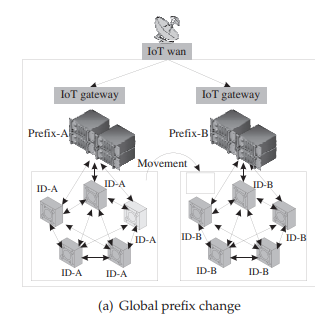 IoT wan
IoT gateway IoT gateway
Prefix-A Prefix-B
Movement
ID-A ID-A ID-B
ID-A ID-B ID-B
ID-A ID-A ID-B ID-B
(a) Global prefix change